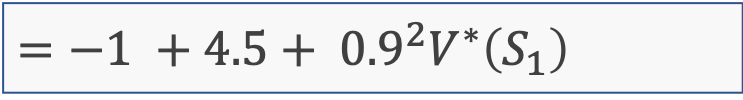 = −1 + 4.5 + 0.9²V*(S₁)